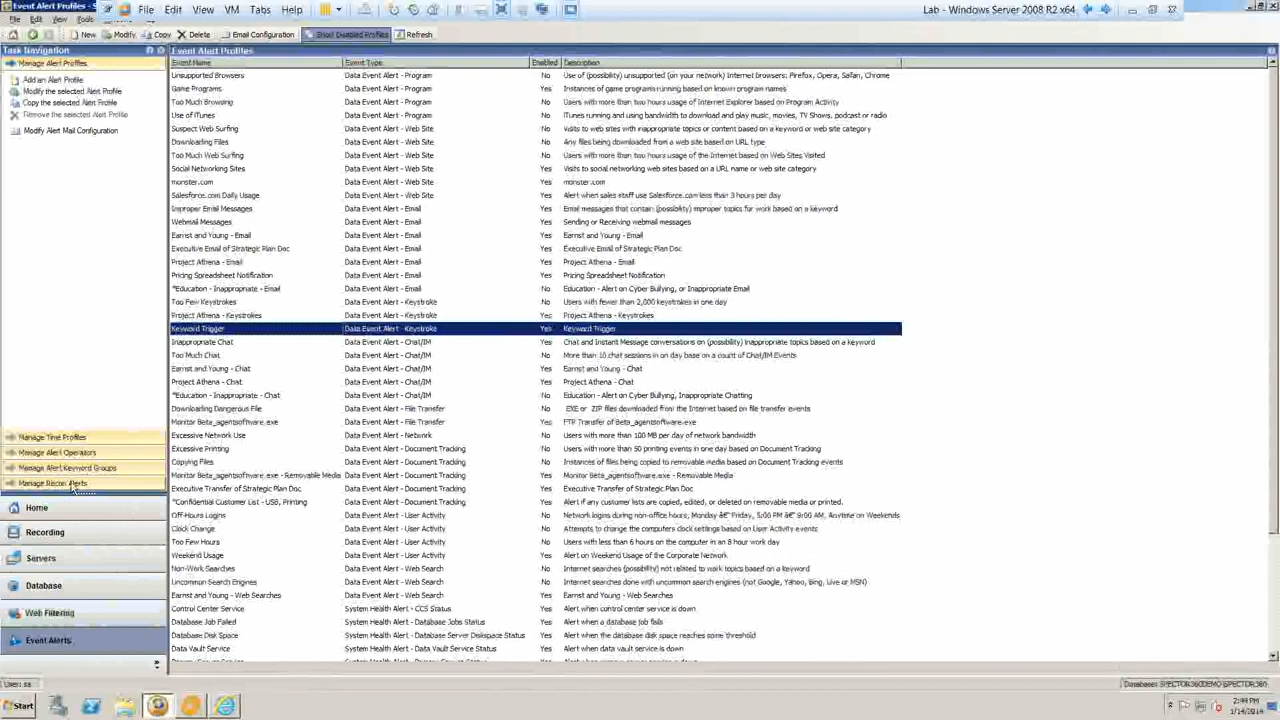 Event Alert Profiles
File Edit View VM Tabs Help
Lab - Windows Server 2008 R2 x64
File Edit View Tools
New Modify Copy Delete Email Configuration Show Disabled Profiles Refresh
Task Navigation
Manage Alert Profiles
Add an Alert Profile
Modify the selected Alert Profile
Copy the selected Alert Profile
Remove the selected Alert Profile
Modify Alert Mail Configuration
Manage Time Profiles
Manage Alert Operators
Manage Alert Keyword Groups
Manage Recon Alerts
Home
Recording
Servers
Database
Web Filtering
Event Alerts
Event Alert Profiles
Event Name Event Type Enabled Description
Unsupported Browsers Data Event Alert - Program No Use of (possibility) unsupported (on your network) Internet browsers: Firefox, Opera, Safari, Chrome
Game Programs Data Event Alert - Program Yes Instances of game programs running based on known program names
Too Much Browsing Data Event Alert - Program No Users with more than two hours usage of Internet Explorer based on Program Activity
Use of iTunes Data Event Alert - Program No iTunes running and using bandwidth to download and play music, movies, TV Shows, podcast or radio
Suspect Web Surfing Data Event Alert - Web Site No Visits to web sites with inappropriate topics or content based on a keyword or web site category
Downloading Files Data Event Alert - Web Site No Any files being downloaded from a web site based on URL type
Too Much Web Surfing Data Event Alert - Web Site No Users with more than two hours usage of the Internet based on Web Sites Visited
Social Networking Sites Data Event Alert - Web Site Yes Visits to social networking web sites based on a URL name or web site category
monster.com Data Event Alert - Web Site Yes monster.com
Salesforce.com Daily Usage Data Event Alert - Web Site Yes Alert when sales staff use Salesforce.com less than 3 hours per day
Improper Email Messages Data Event Alert - Email Yes Email messages that contain (possibility) improper topics for work based on a keyword
Webmail Messages Data Event Alert - Email Yes Sending or Receiving webmail messages
Earnst and Young - Email Data Event Alert - Email Yes Earnst and Young - Email
Executive Email of Strategic Plan Doc Data Event Alert - Email Yes Executive Email of Strategic Plan Doc
Project Athena - Email Data Event Alert - Email Yes Project Athena - Email
Pricing Spreadsheet Notification Data Event Alert - Email Yes Pricing Spreadsheet Notification
*Education - Inappropriate - Email Data Event Alert - Email No Education - Alert on Cyber Bullying, or Inappropriate Email
Too Few Keystrokes Data Event Alert - Keystroke No Users with fewer than 2,000 keystrokes in one day
Project Athena - Keystrokes Data Event Alert - Keystroke Yes Project Athena - Keystrokes
Keyword Trigger Data Event Alert - Keystroke Yes Keyword Trigger
Inappropriate Chat Data Event Alert - Chat/IM Yes Chat and Instant Message conversations on (possibility) Inappropriate topics based on a keyword
Too Much Chat Data Event Alert - Chat/IM No More than 10 chat sessions in on day base on a count of Chat/IM Events
Earnst and Young - Chat Data Event Alert - Chat/IM Yes Earnst and Young - Chat
Project Athena - Chat Data Event Alert - Chat/IM Yes Project Athena - Chat
*Education - Inappropriate - Chat Data Event Alert - Chat/IM No Education - Alert on Cyber Bullying, Inappropriate Chatting
Downloading Dangerous File Data Event Alert - File Transfer No EXE or ZIP files downloaded from the Internet based on file transfer events
Monitor Beta_agentsoftware.exe Data Event Alert - File Transfer Yes FTP Transfer of Beta_agentsoftware.exe
Excessive Network Use Data Event Alert - Network No Users with more than 100 MB per day of network bandwidth
Excessive Printing Data Event Alert - Document Tracking No Users with more than 50 printing events in one day based on Document Tracking
Copying Files Data Event Alert - Document Tracking No Instances of files being copied to removable media based on Document Tracking events
Monitor Beta_agentsoftware.exe - Removable Media Data Event Alert - Document Tracking Yes Monitor Beta_agentsoftware.exe - Removable Media
Executive Transfer of Strategic Plan Doc Data Event Alert - Document Tracking Yes Executive Transfer of Strategic Plan Doc
*Confidential Customer List - USB, Printing Data Event Alert - Document Tracking Yes Alert if any customer lists are copied, edited, or deleted on removable media or printed.
Off-Hours Logins Data Event Alert - User Activity No Network logins during non-office hours, Monday â€" Friday, 5:00 PM â€" 9:00 AM, Anytime on Weekends
Clock Change Data Event Alert - User Activity No Attempts to change the computers clock settings based on User Activity events
Too Few Hours Data Event Alert - User Activity No Users with less than 6 hours on the computer in an 8 hour work day
Weekend Usage Data Event Alert - User Activity Yes Alert on Weekend Usage of the Corporate Network
Non-Work Searches Data Event Alert - Web Search No Internet searches (possibility) not related to work topics based on a keyword
Uncommon Search Engines Data Event Alert - Web Search No Internet searches done with uncommon search engines (not Google, Yahoo, Bing, Live or MSN)
Earnst and Young - Web Searches Data Event Alert - Web Search Yes Earnst and Young - Web Searches
Control Center Service System Health Alert - CCS Status Yes Alert when control center service is down
Database Job Failed System Health Alert - Database Jobs Status Yes Alert when a database job fails
Database Disk Space System Health Alert - Database Server Diskspace Status Yes Alert when the database disk space reaches some threshold
Data Vault Service System Health Alert - Data Vault Service Status Yes Alert when data vault service is down
User: sa
Database: SPECTOR360DEMO\SPECTOR360
Start
2:44 PM
1/14/2014